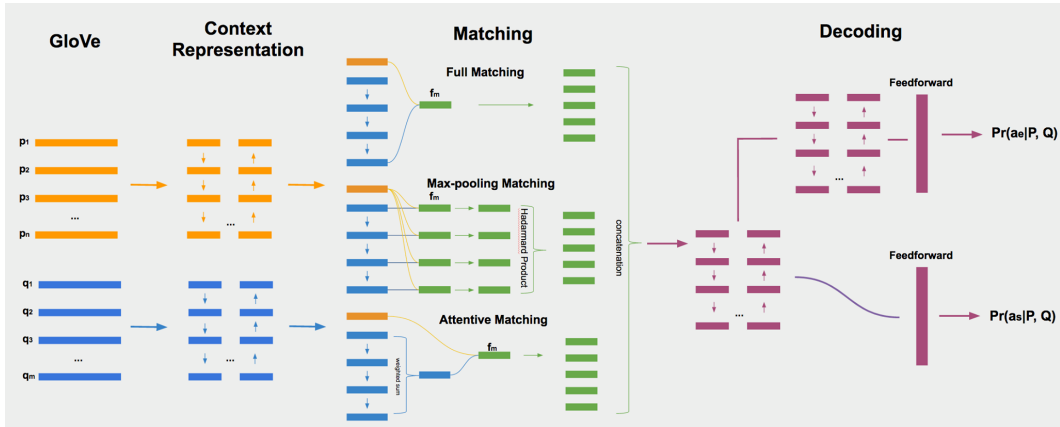 GloVe
Context
Representation
Matching
Decoding
Full Matching
fm
Max-pooling Matching
fm
Hadarmard Product
Attentive Matching
fm
weighted sum
concatenation
p1
p2
p3
...
pn
...
q1
q2
q3
...
qm
...
Feedforward
...
Pr(ae|P, Q)
Feedforward
...
Pr(as|P, Q)